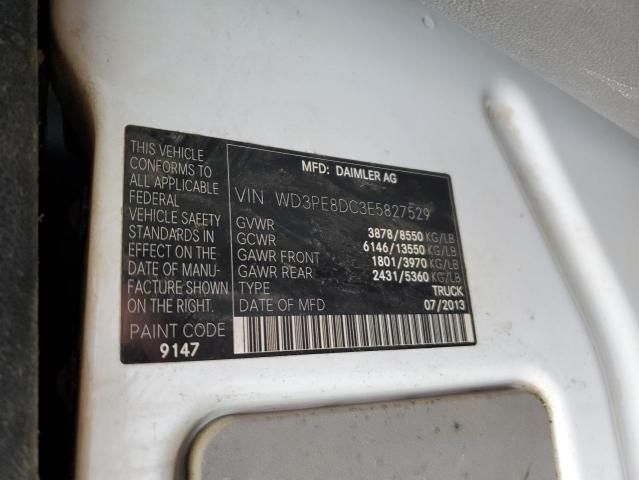 THIS VEHICLE
CONFORMS TO
ALL APPLICABLE
FEDERAL
VEHICLE SAFETY
STANDARDS IN
EFFECT ON THE
DATE OF MANU-
FACTURE SHOWN
ON THE RIGHT.
PAINT CODE
9147
MFD: DAIMLER AG
VIN WD3PE8DC3E5827529
GVWR 3878/8550 KG/LB
GCWR 6146/13550 KG/LB
GAWR FRONT 1801/3970 KG/LB
GAWR REAR 2431/5360 KG/LB
TYPE TRUCK
DATE OF MFD 07/2013